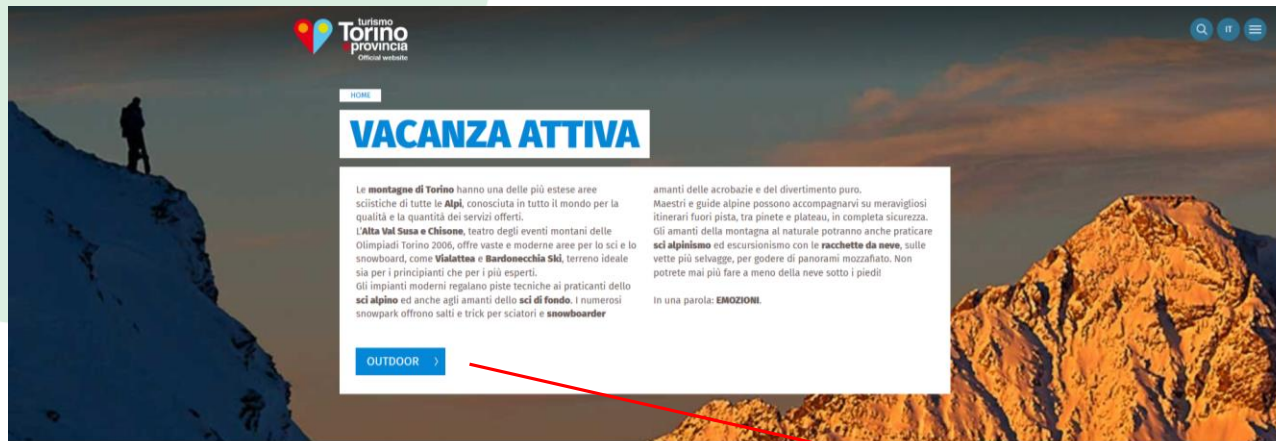 turismo
Torino
e provincia
Official website
IT
HOME
VACANZA ATTIVA
Le montagne di Torino hanno una delle più estese aree
sciistiche di tutte le Alpi, conosciuta in tutto il mondo per la
qualità e la quantità dei servizi offerti.
L'Alta Val Susa e Chisone, teatro degli eventi montani delle
Olimpiadi Torino 2006, offre vaste e moderne aree per lo sci e lo
snowboard, come Vialattea e Bardonecchia Ski, terreno ideale
sia per i principianti che per i più esperti.
Gli impianti moderni regalano piste tecniche ai praticanti dello
sci alpino ed anche agli amanti dello sci di fondo. I numerosi
snowpark offrono salti e trick per sciatori e snowboarder
amanti delle acrobazie e del divertimento puro.
Maestri e guide alpine possono accompagnarvi su meravigliosi
itinerari fuori pista, tra pinete e plateau, in completa sicurezza.
Gli amanti della montagna al naturale potranno anche praticare
sci alpinismo ed escursionismo con le racchette da neve, sulle
vette più selvagge, per godere di panorami mozzafiato. Non
potrete mai più fare a meno della neve sotto i piedi!
In una parola: EMOZIONI.
OUTDOOR